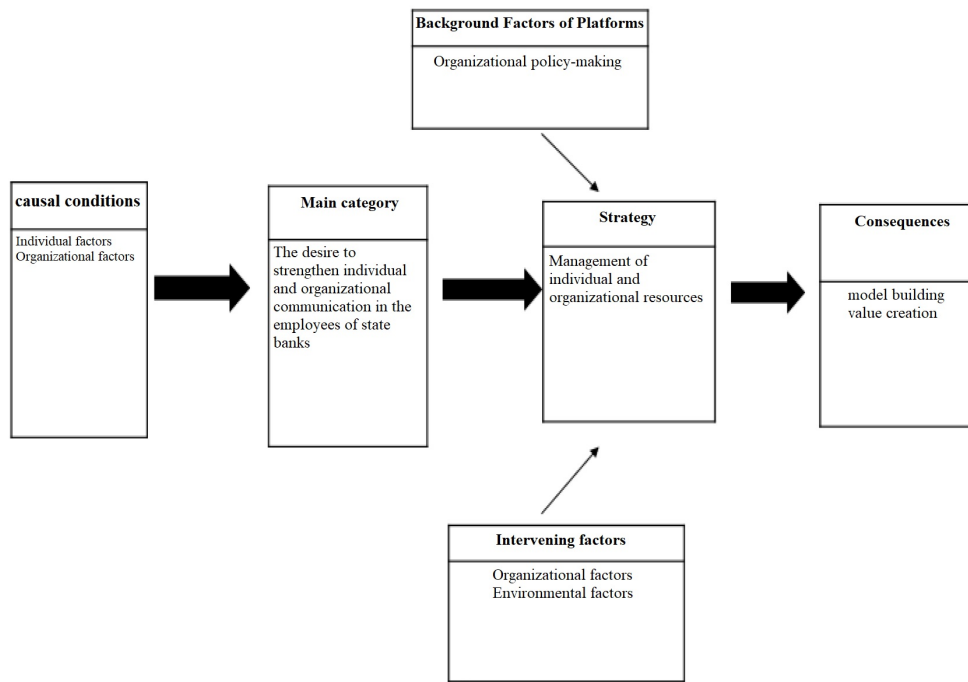 Background Factors of Platforms
Organizational policy-making
causal conditions
Individual factors
Organizational factors
Main category
The desire to
strengthen individual
and organizational
communication in the
employees of state
banks
Strategy
Management of
individual and
organizational resources
Consequences
model building
value creation
Intervening factors
Organizational factors
Environmental factors